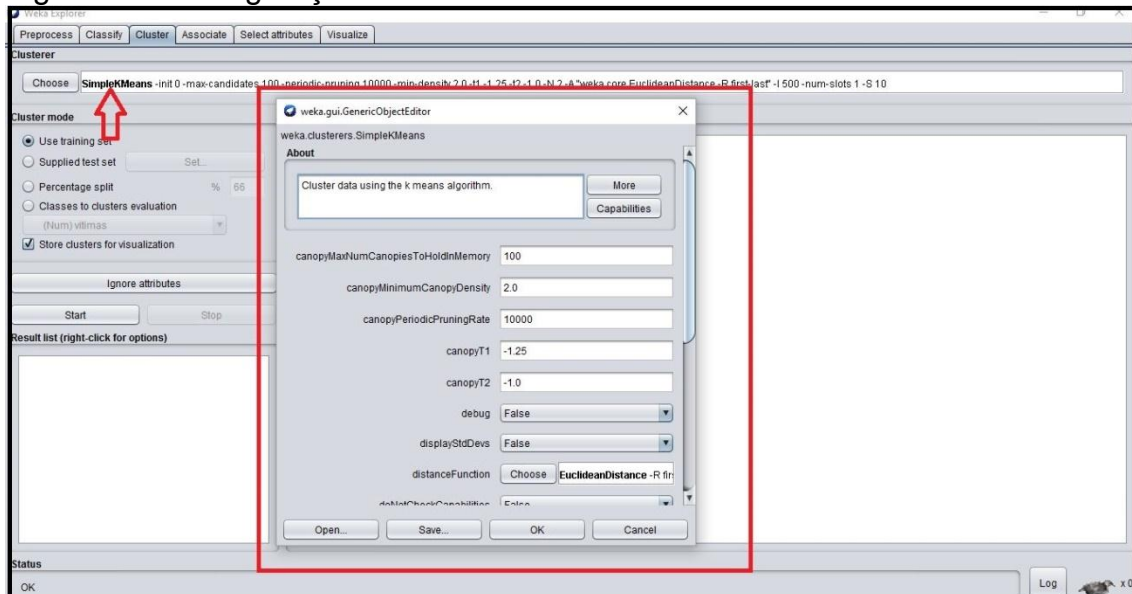 Weka Explorer
Preprocess Classify Cluster Associate Select attributes Visualize
Clusterer
Choose SimpleKMeans -init 0 -max-candidates 100 -periodic-pruning 10000 -min-density 2.0 -t1 -1.25 -t2 -1.0 -N 2 -A "weka.core.EuclideanDistance -R first-last" -I 500 -num-slots 1 -S 10
Cluster mode
Use training set
Supplied test set Set...
Percentage split % 66
Classes to clusters evaluation
(Num) vitimas
Store clusters for visualization
Ignore attributes
Start Stop
Result list (right-click for options)
weka.gui.GenericObjectEditor
weka.clusterers.SimpleKMeans
About
Cluster data using the k means algorithm.
More
Capabilities
canopyMaxNumCanopiesToHoldInMemory 100
canopyMinimumCanopyDensity 2.0
canopyPeriodicPruningRate 10000
canopyT1 -1.25
canopyT2 -1.0
debug False
displayStdDevs False
distanceFunction Choose EuclideanDistance -R firs
doNotCheckCapabilities False
Open... Save... OK Cancel
Status
OK
Log x 0